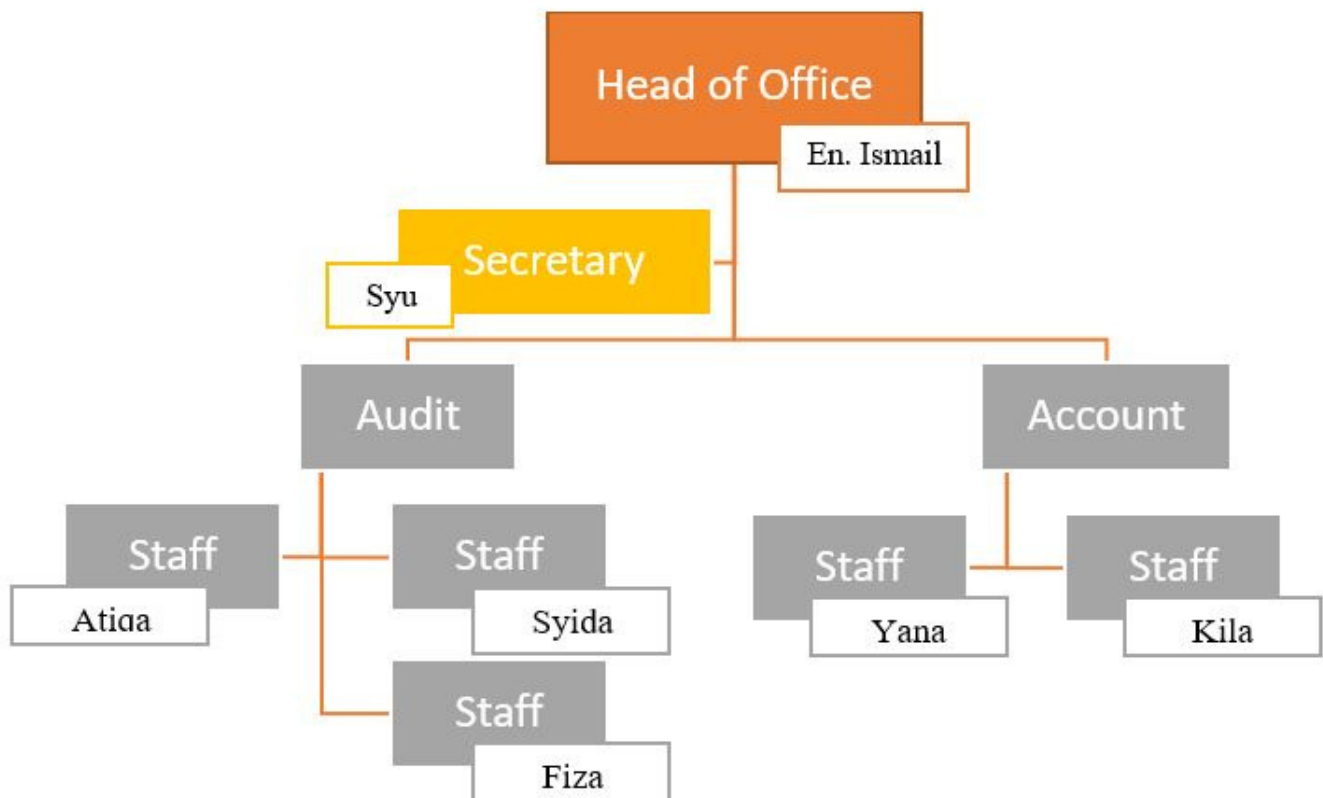 Head of Office
En. Ismail
Secretary
Syu
Audit
Account
Staff
Staff
Staff
Staff
Atiqa
Syida
Yana
Kila
Staff
Fiza